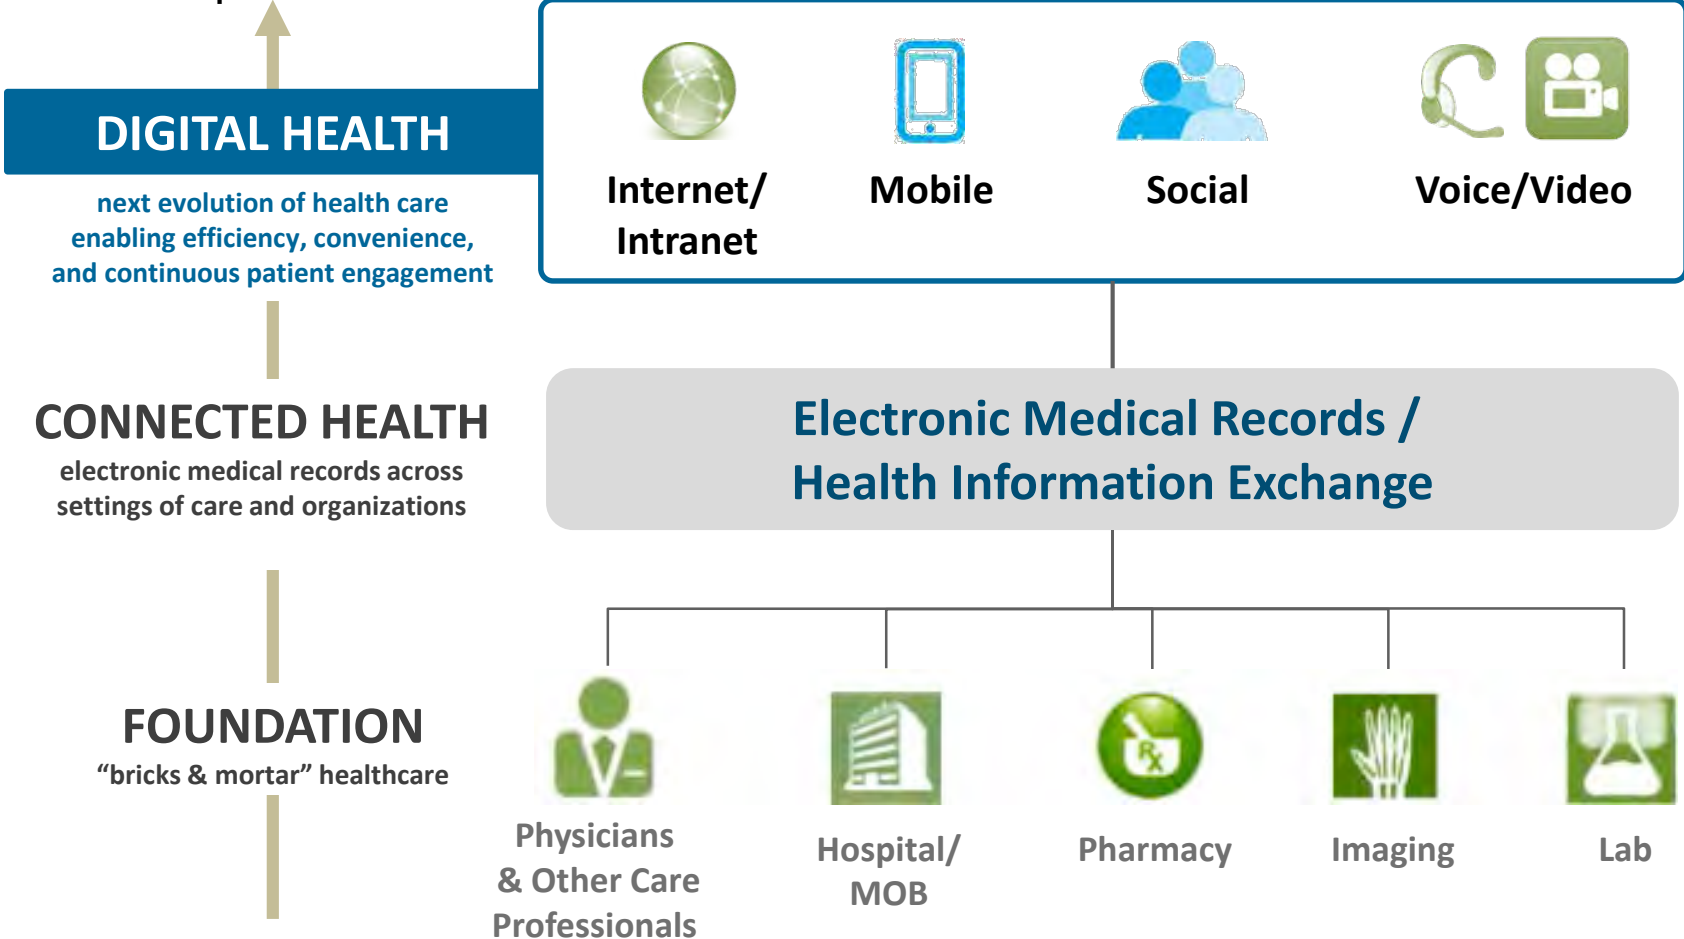 DIGITAL HEALTH
next evolution of health care
enabling efficiency, convenience,
and continuous patient engagement
Internet/
Intranet
Mobile
Social
Voice/Video
CONNECTED HEALTH
electronic medical records across
settings of care and organizations
Electronic Medical Records /
Health Information Exchange
FOUNDATION
“bricks & mortar” healthcare
Rx
Physicians
& Other Care
Professionals
Hospital/
MOB
Pharmacy
Imaging
Lab